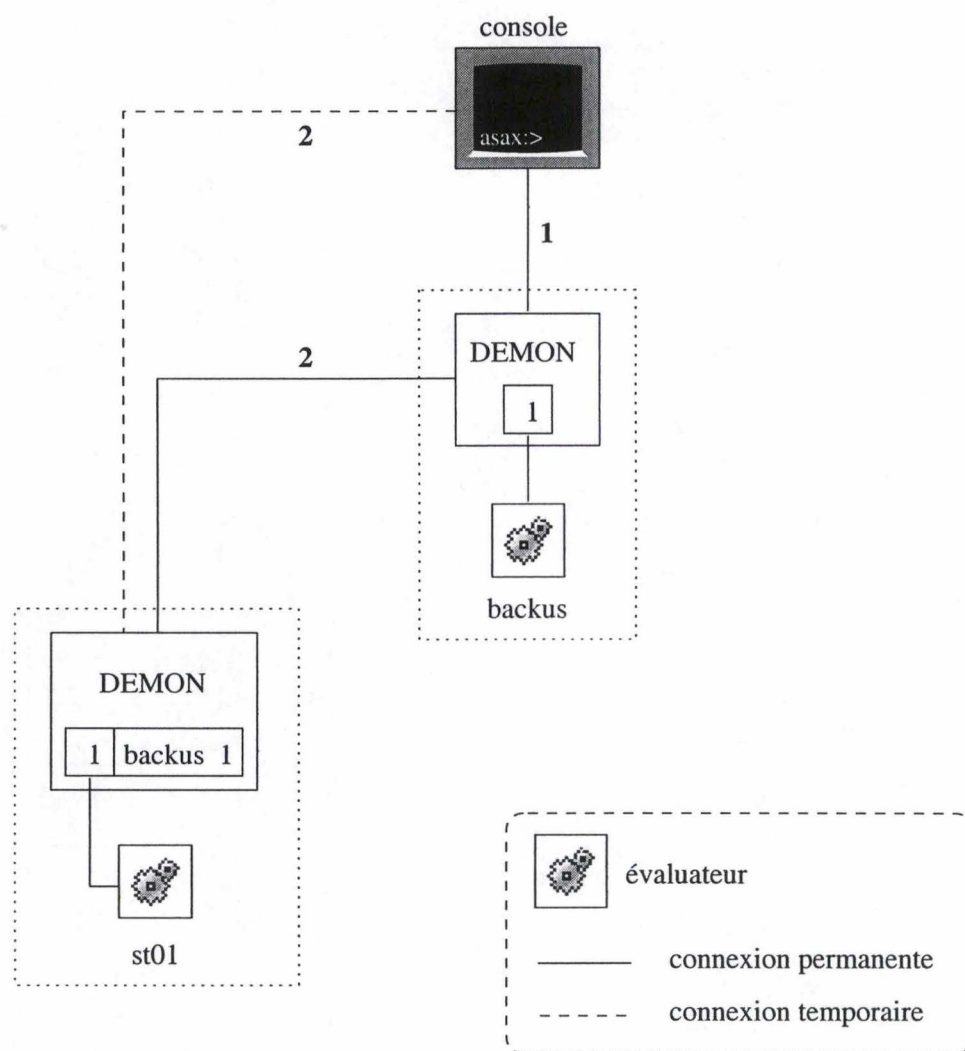 console
asax:>
2
1
DEMON
1
2
backus
DEMON
1 backus 1
st01
évaluateur
connexion permanente
connexion temporaire